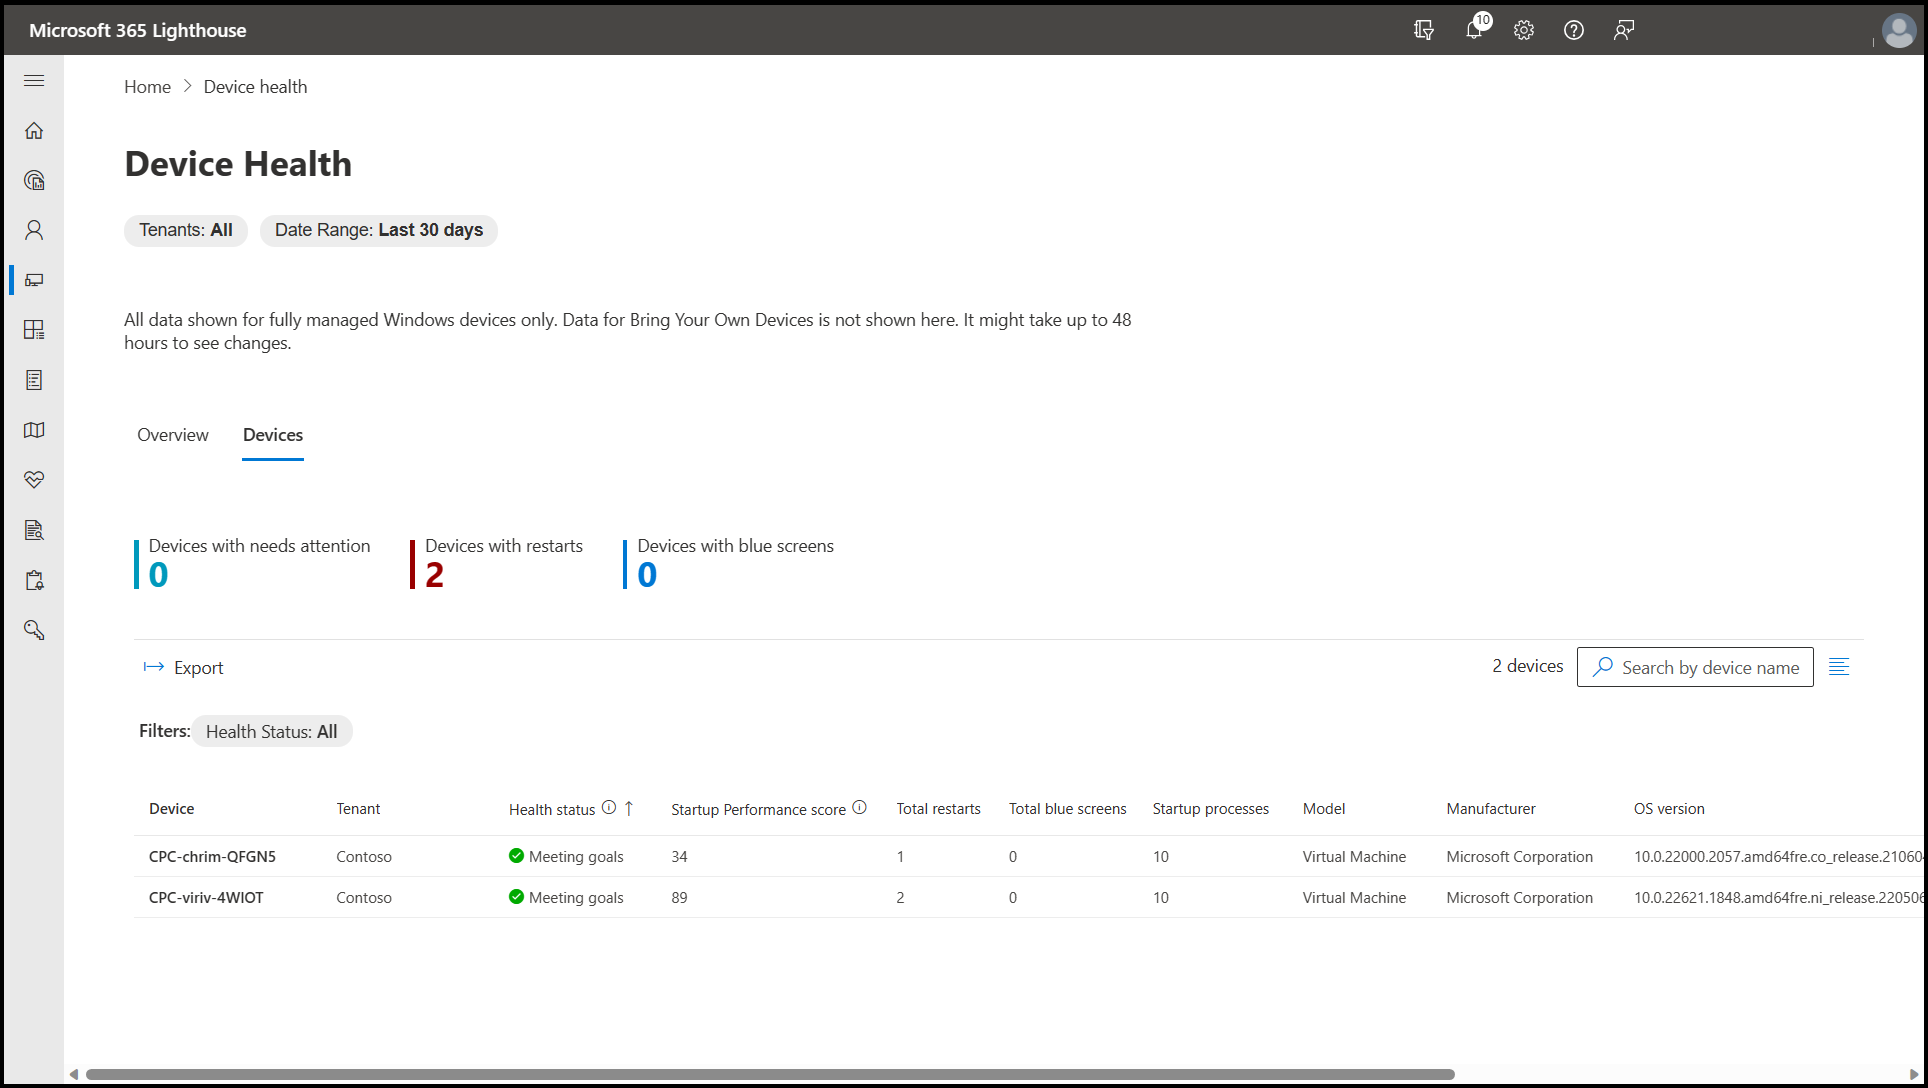 Microsoft 365 Lighthouse
10
Home > Device health
Device Health
Tenants: All Date Range: Last 30 days
All data shown for fully managed Windows devices only. Data for Bring Your Own Devices is not shown here. It might take up to 48
hours to see changes.
Overview Devices
Devices with needs attention Devices with restarts Devices with blue screens
0 2 0
Export 2 devices Search by device name
Filters: Health Status: All
Device Tenant Health status Startup Performance score Total restarts Total blue screens Startup processes Model Manufacturer OS version
CPC-chrim-QFGN5 Contoso Meeting goals 34 1 0 10 Virtual Machine Microsoft Corporation 10.0.22000.2057.amd64fre.co_release.21060
CPC-viriv-4WIOT Contoso Meeting goals 89 2 0 10 Virtual Machine Microsoft Corporation 10.0.22621.1848.amd64fre.ni_release.220506